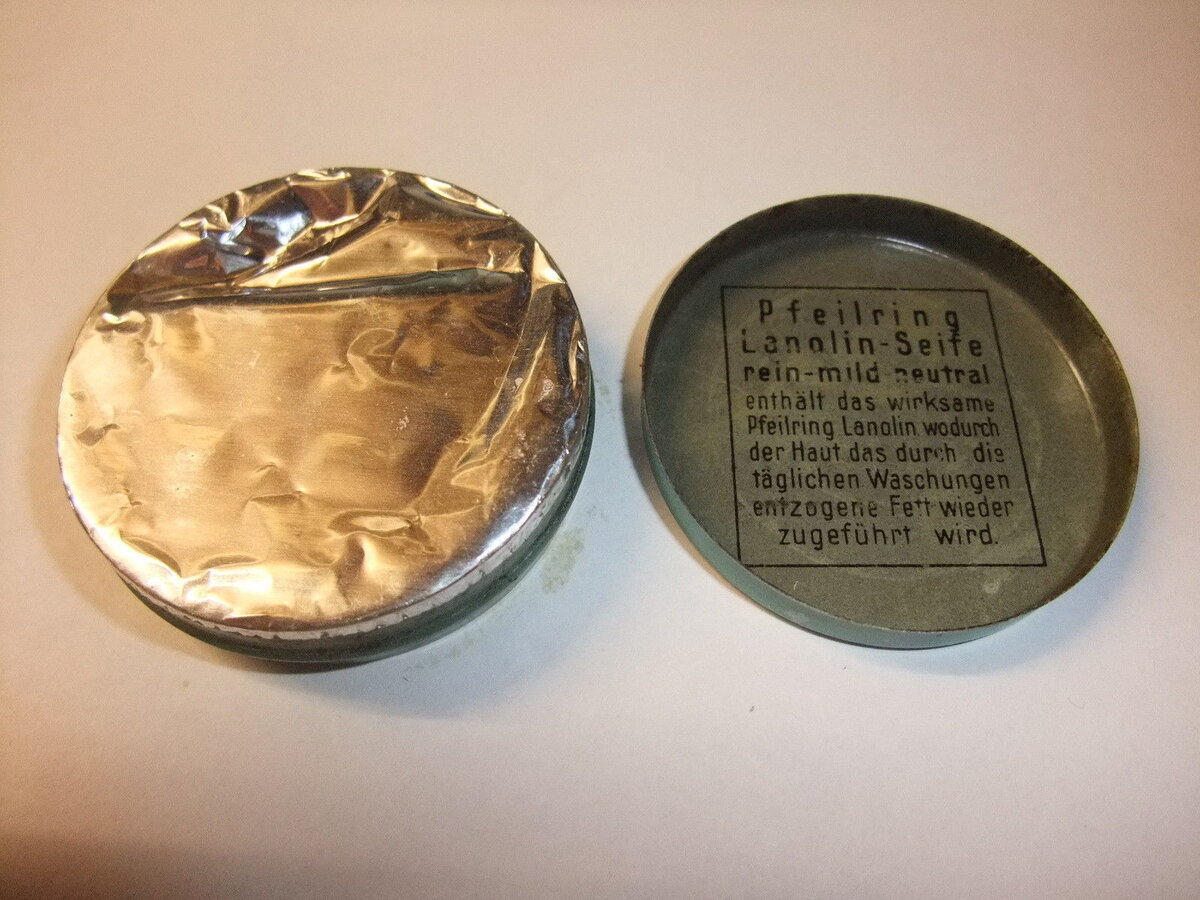 Pfeilring
Lanolin-Seife
rein-mild neutral
enthält das wirksame
Pfeilring Lanolin wodurch
der Haut das durch die
täglichen Waschungen
entzogene Fett wieder
zugeführt wird.